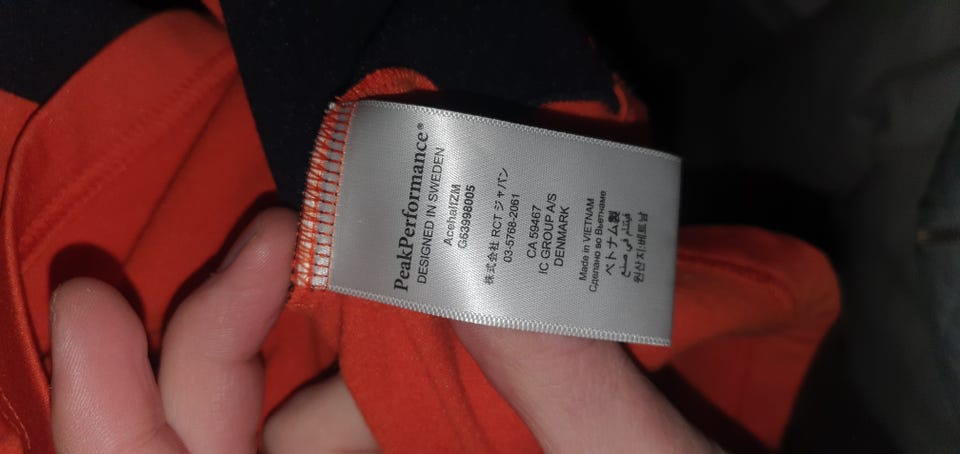 PeakPerformance®
DESIGNED IN SWEDEN
AcehalfZM
G63998005
株式会社 RCT ジャパン
03-5768-2061
CA 59467
IC GROUP A/S
DENMARK
Made in VIETNAM
Сделано во Вьетнаме
ベトナム製
فيتنام في صنع
원산지:베트남